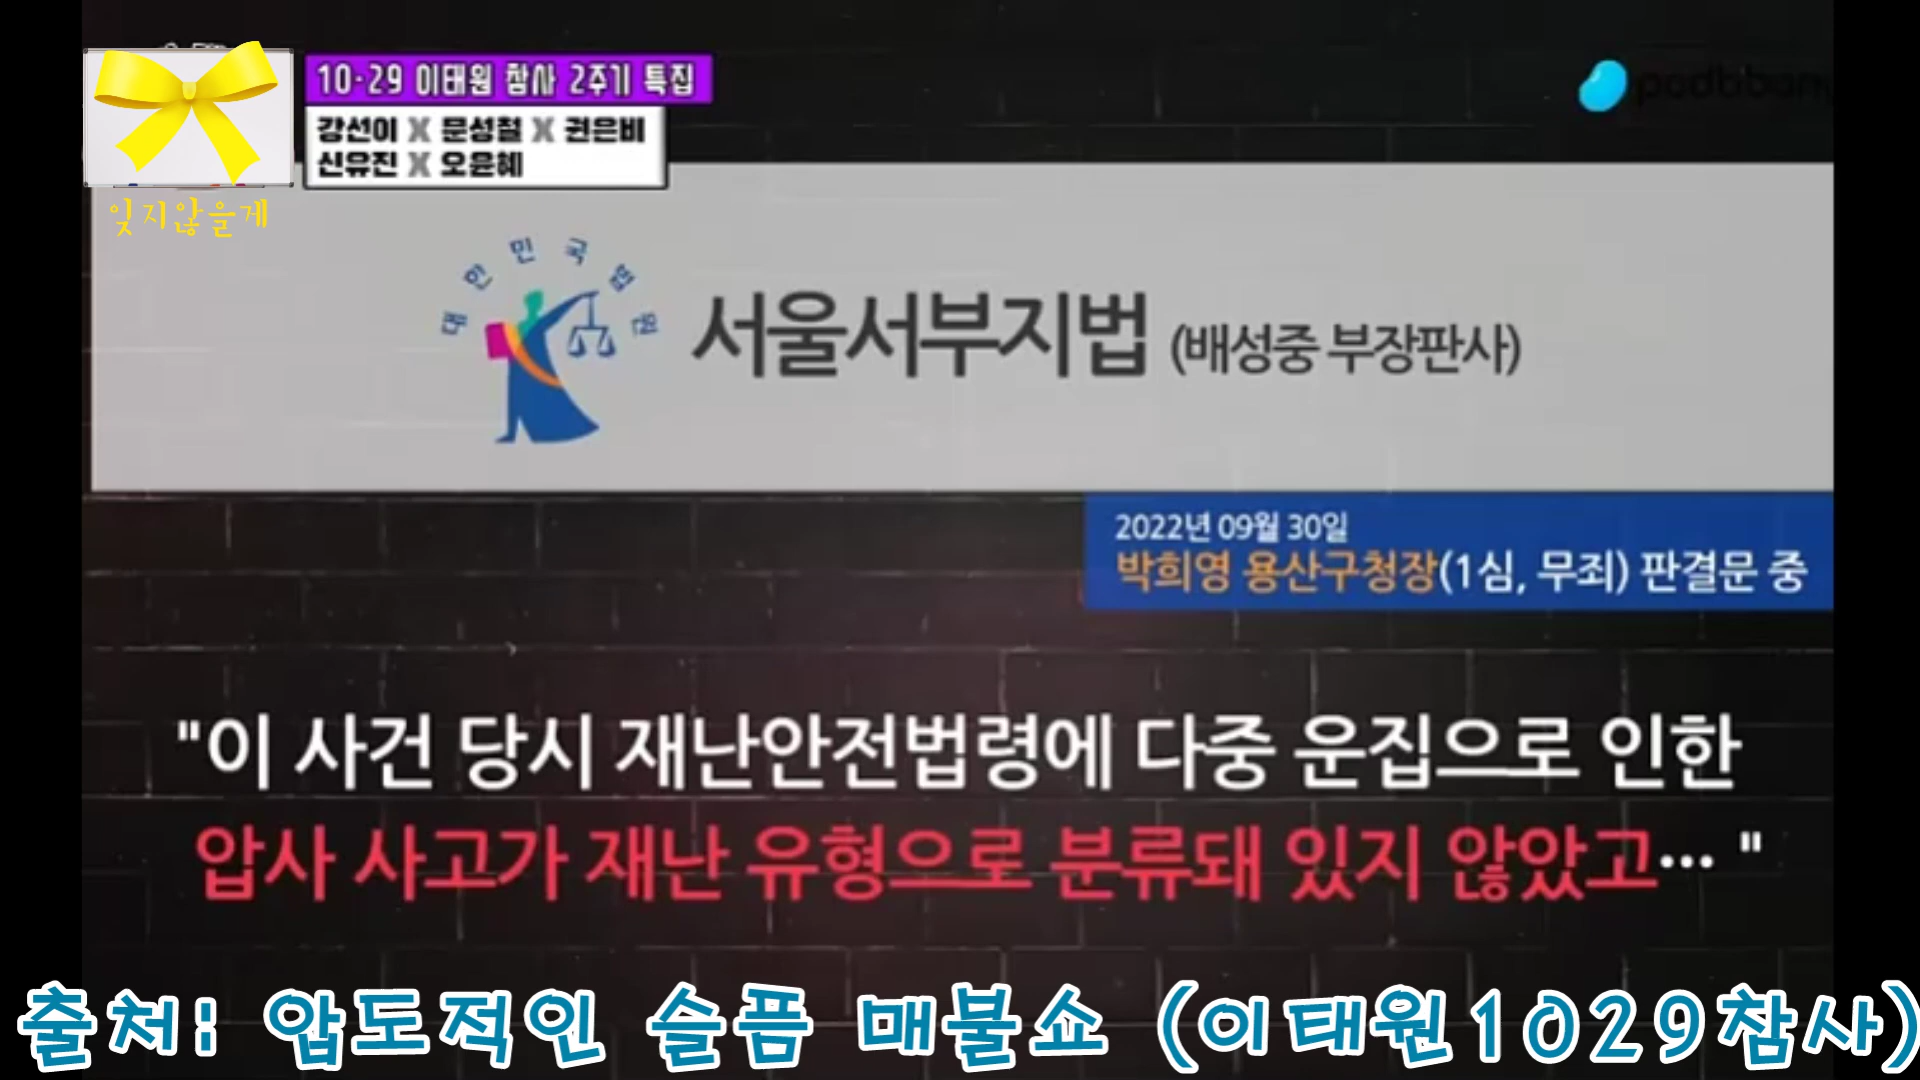 10·29 이태원 참사 2주기 특집
강선이 X 문성철 X 권은비
신유진 X 오윤혜
podbbang
잊지않을게
대한민국법원
서울서부지법 (배성중 부장판사)
2022년 09월 30일
박희영 용산구청장(1심, 무죄) 판결문 중
"이 사건 당시 재난안전법령에 다중 운집으로 인한
압사 사고가 재난 유형으로 분류돼 있지 않았고··· "
출처: 압도적인 슬픔 매불쇼 (이태원1029참사)